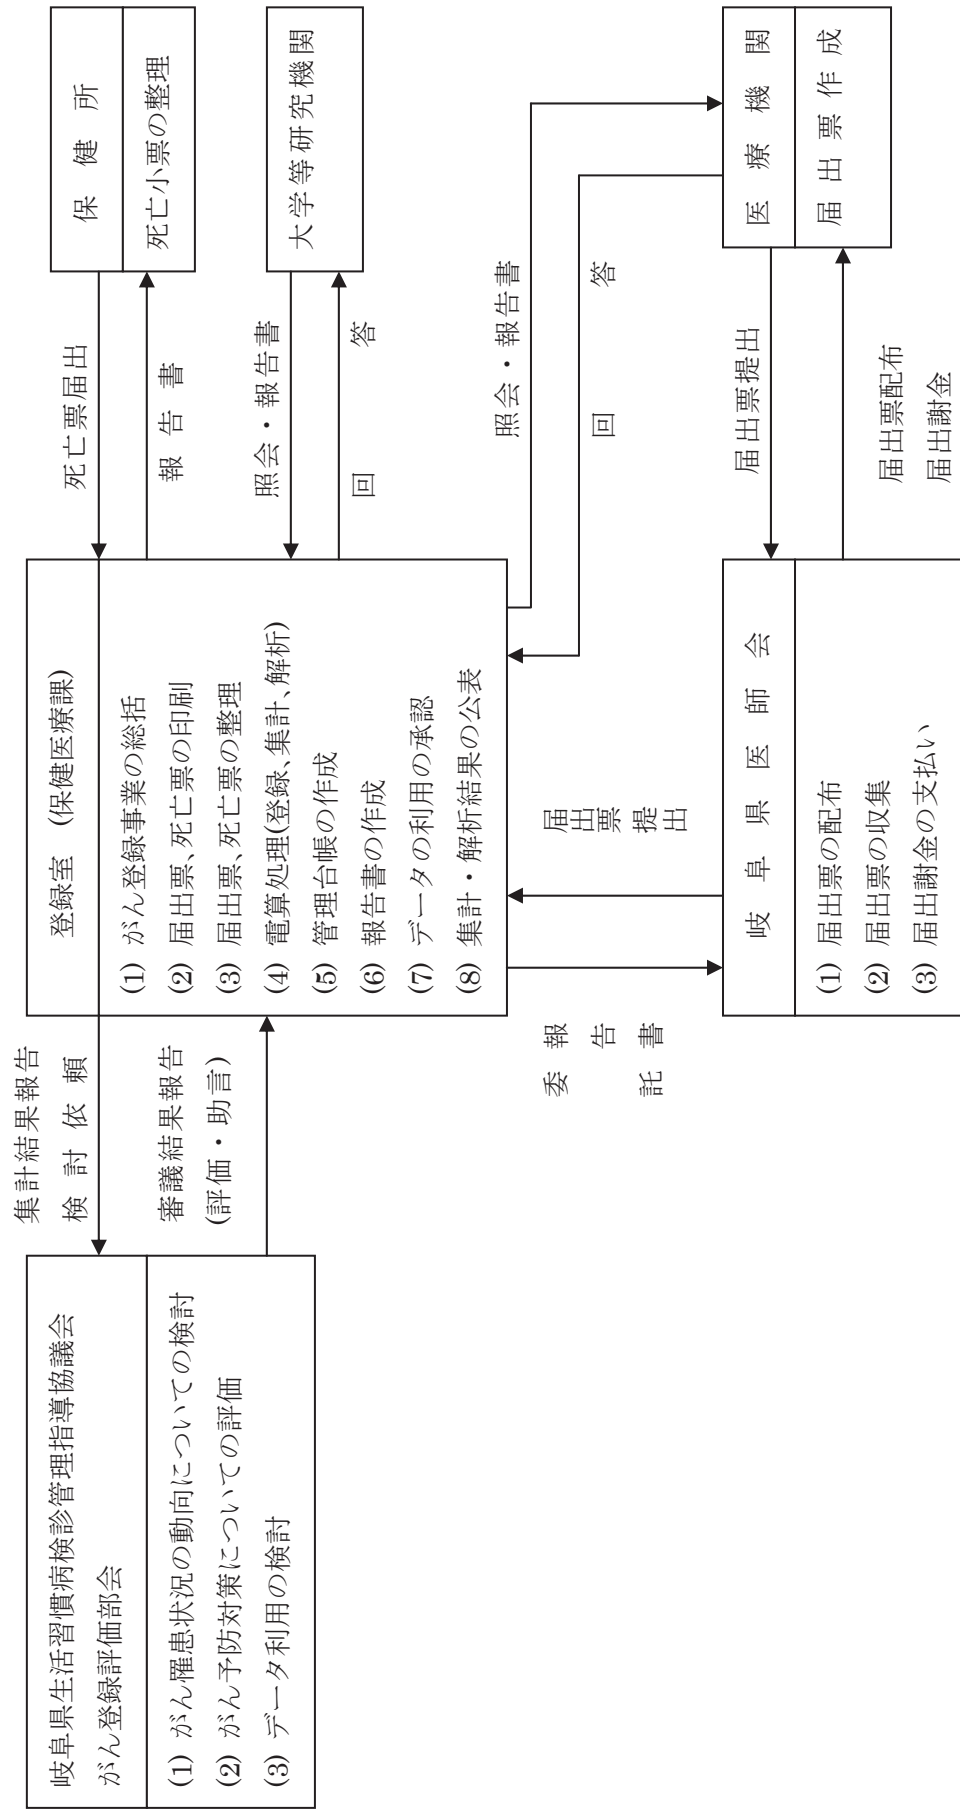 岐阜県生活習慣病検診管理指導協議会
がん登録評価部会
(1) がん罹患状況の動向についての検討
(2) がん予防対策についての評価
(3) データ利用の検討
集計結果報告
検討依頼
審議結果報告
(評価・助言)
登録室 (保健医療課)
(1) がん登録事業の総括
(2) 届出票、死亡票の印刷
(3) 届出票、死亡票の整理
(4) 電算処理(登録、集計、解析)
(5) 管理台帳の作成
(6) 報告書の作成
(7) データの利用の承認
(8) 集計・解析結果の公表
死亡票届出
報告書
保健所
死亡小票の整理
照会・報告書
回答
大学等研究機関
照会・報告書
回答
委託
報告書
届出票
提出
岐阜県医師会
(1) 届出票の配布
(2) 届出票の収集
(3) 届出謝金の支払い
届出票提出
届出票配布
届出謝金
医療機関
届出票作成